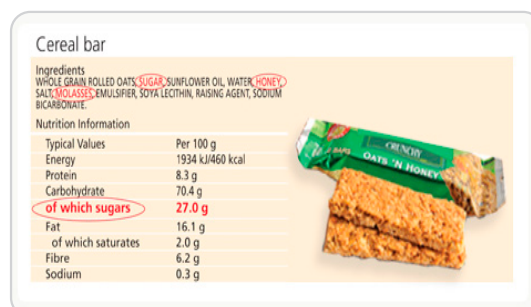 Cereal bar
Ingredients
WHOLE GRAIN ROLLED OATS, SUGAR, SUNFLOWER OIL, WATER, HONEY,
SALT, MOLASSES, EMULSIFIER, SOYA LECITHIN, RAISING AGENT, SODIUM
BICARBONATE.
Nutrition Information
Typical Values Per 100 g
Energy 1934 kJ/460 kcal
Protein 8.3 g
Carbohydrate 70.4 g
of which sugars 27.0 g
Fat 16.1 g
of which saturates 2.0 g
Fibre 6.2 g
Sodium 0.3 g
CRUNCHY
OATS 'N HONEY